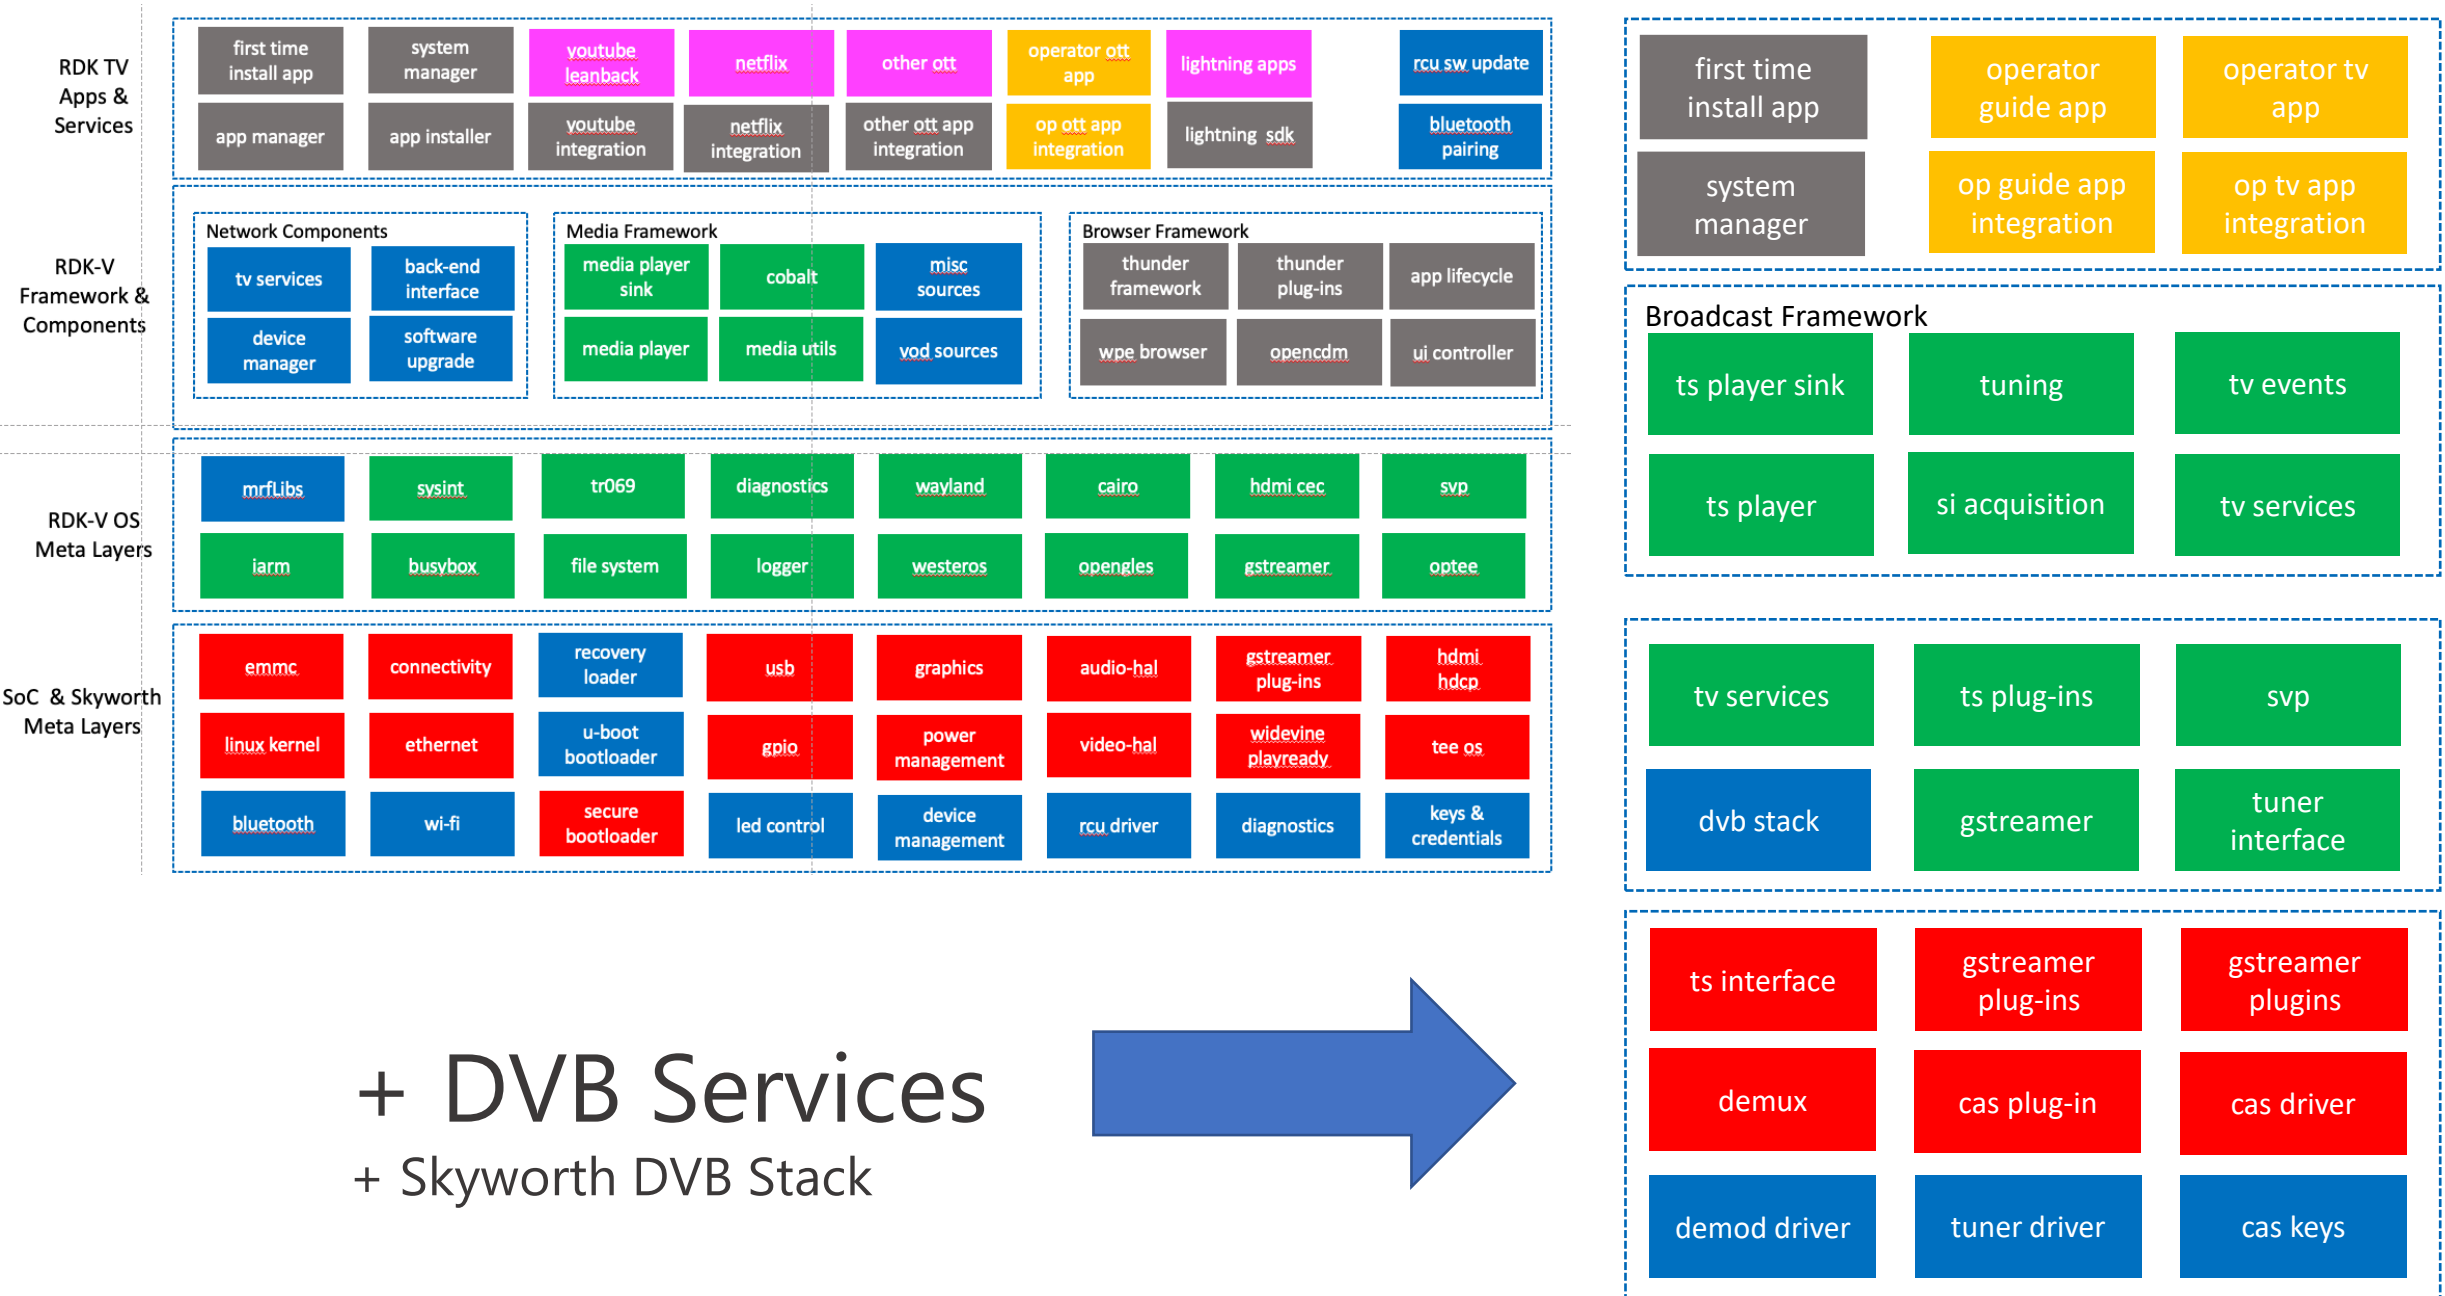 RDK TV
Apps &
Services
first time
install app
system
manager
youtube
leanback
netflix
other ott
operator ott
app
lightning apps
rcu sw update
app manager
app installer
youtube
integration
netflix
integration
other ott app
integration
op ott app
integration
lightning sdk
bluetooth
pairing
RDK-V
Framework &
Components
Network Components
tv services
back-end
interface
device
manager
software
upgrade
Media Framework
media player
sink
cobalt
misc
sources
media player
media utils
vod sources
Browser Framework
thunder
framework
thunder
plug-ins
app lifecycle
wpe browser
opencdm
ui controller
RDK-V OS
Meta Layers
mrfLibs
sysint
tr069
diagnostics
wayland
cairo
hdmi cec
svp
iarm
busybox
file system
logger
westeros
opengles
gstreamer
optee
SoC & Skyworth
Meta Layers
emmc
connectivity
recovery
loader
usb
graphics
audio-hal
gstreamer
plug-ins
hdmi
hdcp
linux kernel
ethernet
u-boot
bootloader
gpio
power
management
video-hal
widevine
playready
tee os
bluetooth
wi-fi
secure
bootloader
led control
device
management
rcu driver
diagnostics
keys &
credentials
+ DVB Services
+ Skyworth DVB Stack
first time
install app
operator
guide app
operator tv
app
system
manager
op guide app
integration
op tv app
integration
Broadcast Framework
ts player sink
tuning
tv events
ts player
si acquisition
tv services
tv services
ts plug-ins
svp
dvb stack
gstreamer
tuner
interface
ts interface
gstreamer
plug-ins
gstreamer
plugins
demux
cas plug-in
cas driver
demod driver
tuner driver
cas keys